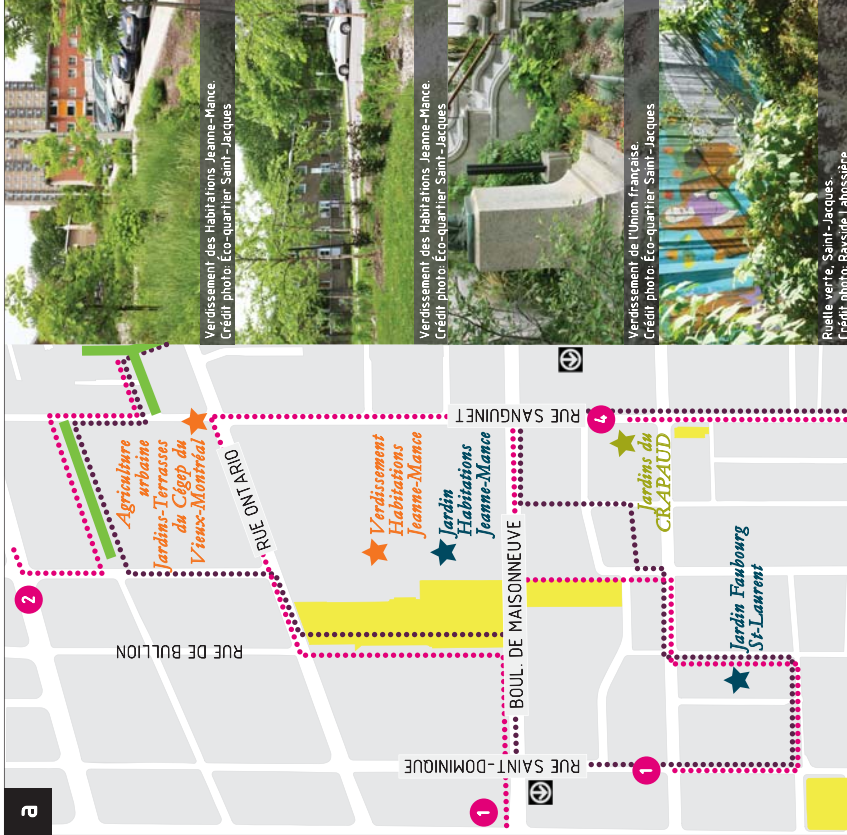 a
Verdissement des Habitations Jeanne-Mance.
Crédit photo: Éco-quartier Saint-Jacques
Verdissement des Habitations Jeanne-Mance.
Crédit photo: Éco-quartier Saint-Jacques
Verdissement de l'Union française.
Crédit photo: Éco-quartier Saint-Jacques
Ruelle verte, Saint-Jacques.
Crédit photo: Rayside Labossière
2
Agriculture
urbaine
Jardins-Terrasses
du Cégep du
Vieux-Montréal
RUE ONTARIO
RUE DE BULLION
Verdissement
Habitations
Jeanne-Mance
Jardin
Habitations
Jeanne-Mance
RUE SANGUINET
BOUL. DE MAISONNEUVE
4
Jardins du
CRAPAUD
Jardin Faubourg
St-Laurent
RUE SAINT-DOMINIQUE
1
1